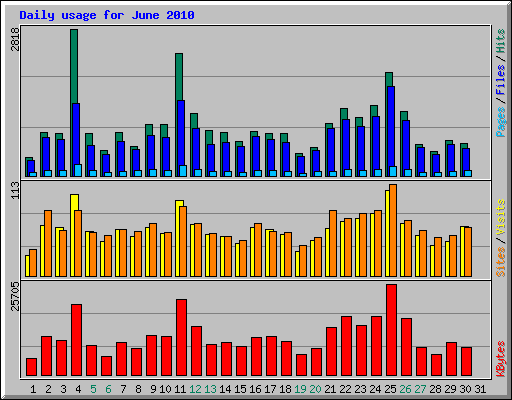 Daily usage for June 2010
2818
Pages / Files / Hits
113
Sites / Visits
25705
KBytes
1 2 3 4 5 6 7 8 9 10 11 12 13 14 15 16 17 18 19 20 21 22 23 24 25 26 27 28 29 30 31